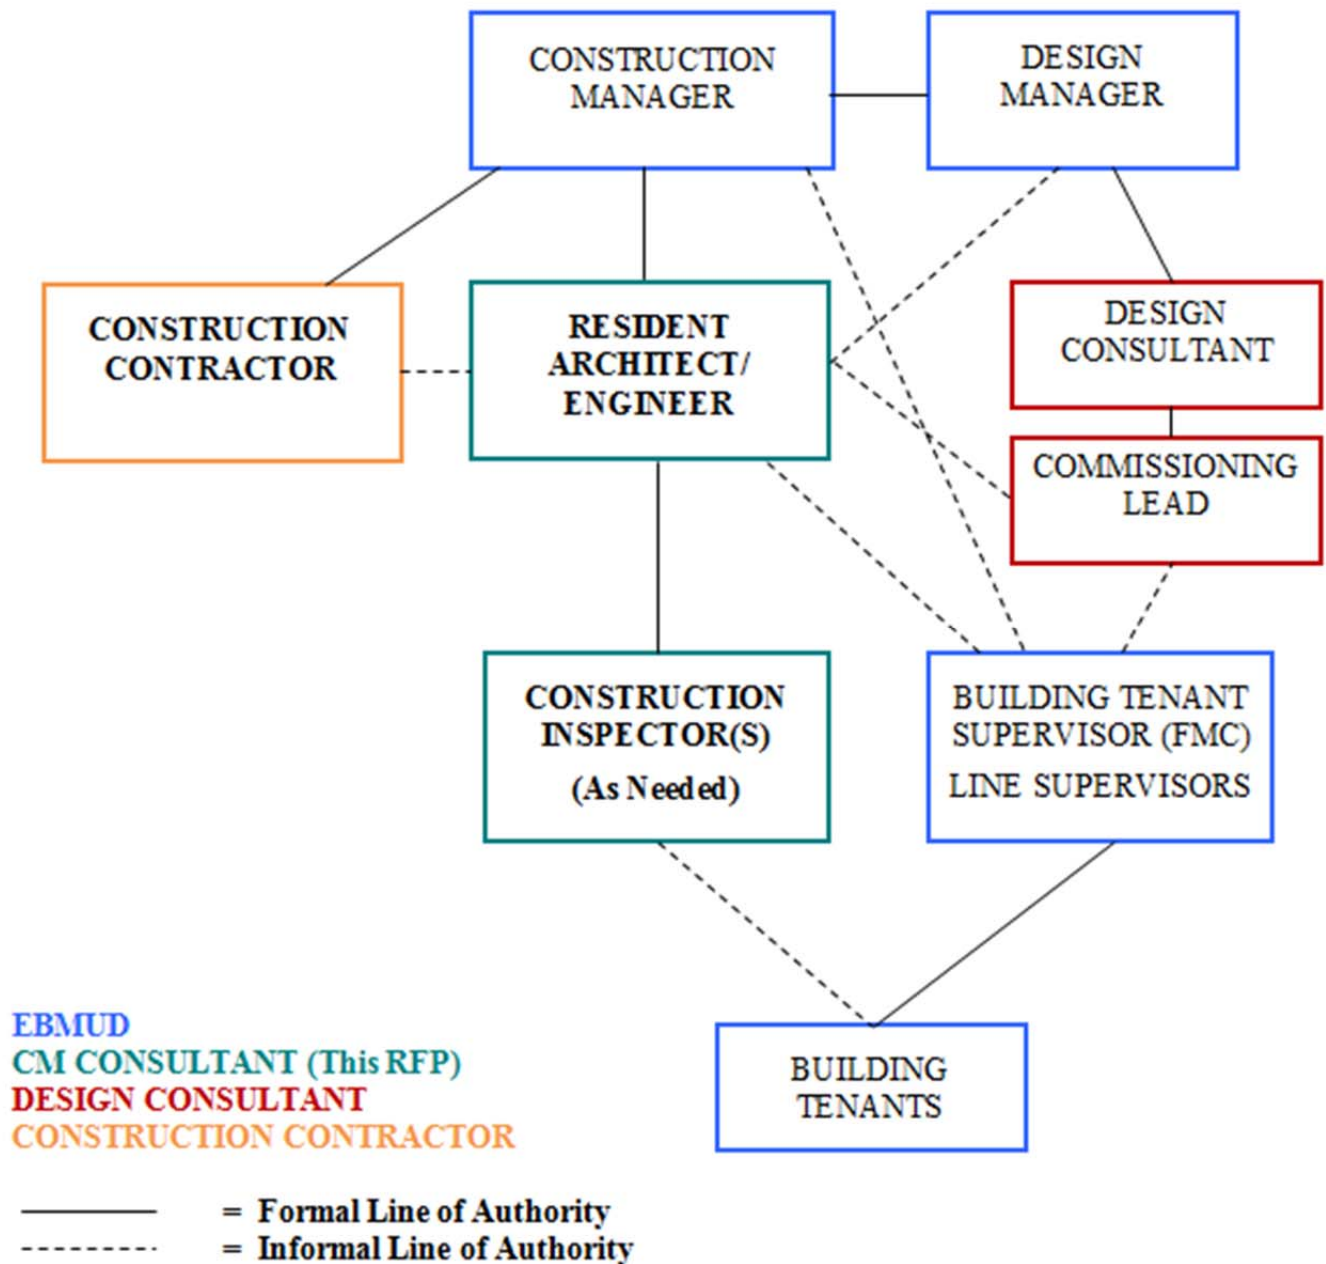 CONSTRUCTION
MANAGER
DESIGN
MANAGER
CONSTRUCTION
CONTRACTOR
RESIDENT
ARCHITECT/
ENGINEER
DESIGN
CONSULTANT
COMMISSIONING
LEAD
CONSTRUCTION
INSPECTOR(S)
(As Needed)
BUILDING TENANT
SUPERVISOR (FMC)
LINE SUPERVISORS
BUILDING
TENANTS
EBMUD
CM CONSULTANT (This RFP)
DESIGN CONSULTANT
CONSTRUCTION CONTRACTOR
= Formal Line of Authority
= Informal Line of Authority